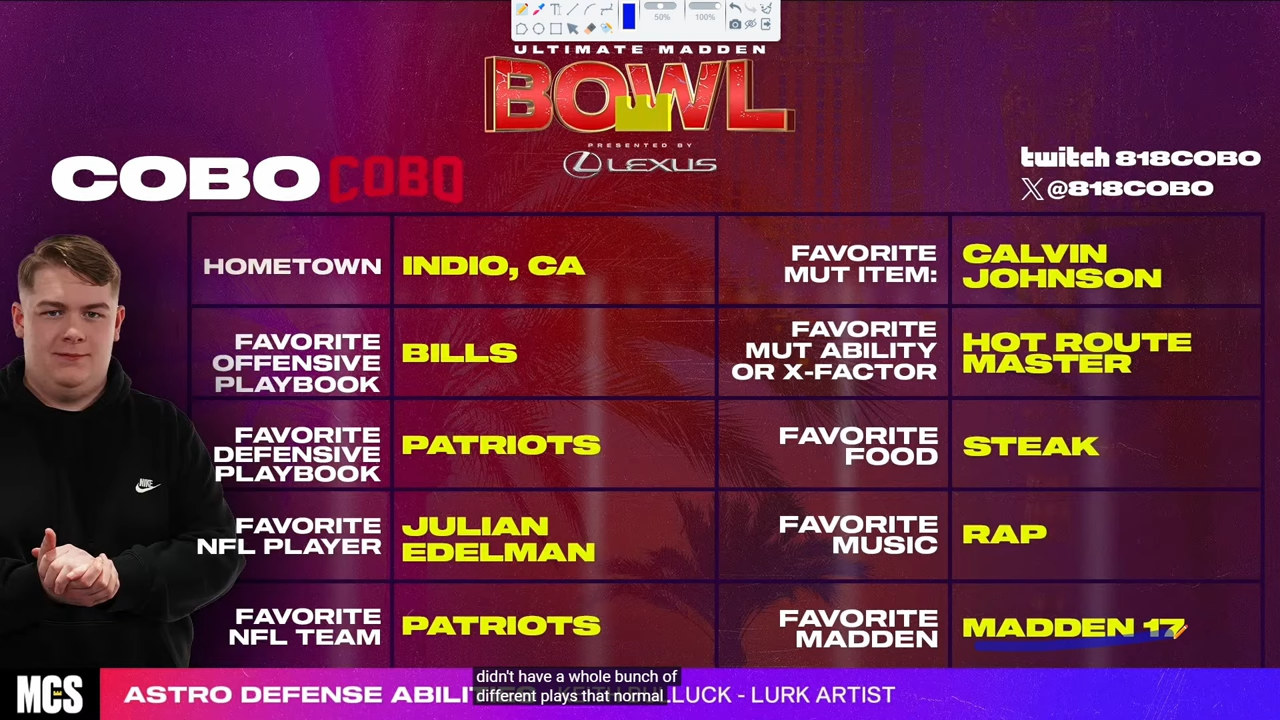 50%
100%
ULTIMATE MADDEN
BOWL
PRESENTED BY
LEXUS
COBO COBO
twitch 818COBO
X @818COBO
HOMETOWN
INDIO, CA
FAVORITE
MUT ITEM:
CALVIN
JOHNSON
FAVORITE
OFFENSIVE
PLAYBOOK
BILLS
FAVORITE
MUT ABILITY
OR X-FACTOR
HOT ROUTE
MASTER
FAVORITE
DEFENSIVE
PLAYBOOK
PATRIOTS
FAVORITE
FOOD
STEAK
FAVORITE
NFL PLAYER
JULIAN
EDELMAN
FAVORITE
MUSIC
RAP
FAVORITE
NFL TEAM
PATRIOTS
FAVORITE
MADDEN
MADDEN 17
NIKE
MCS
ASTRO DEFENSE ABILI
LUCK - LURK ARTIST
didn't have a whole bunch of
different plays that normal